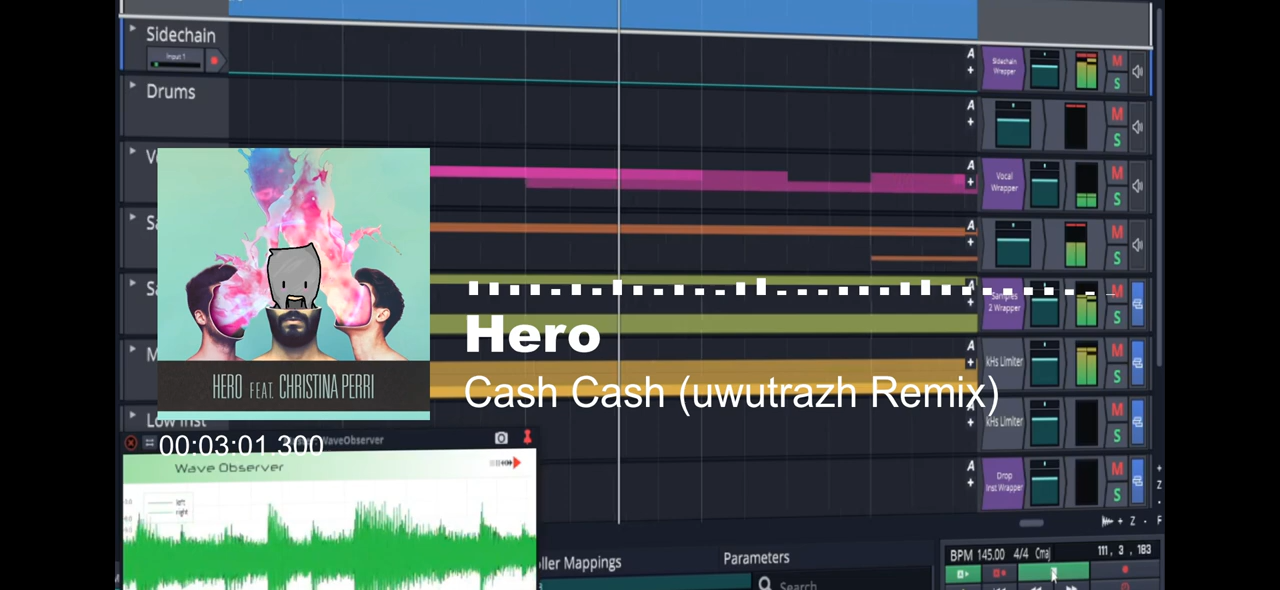 Sidechain
Input 1
Drums
HERO FEAT. CHRISTINA PERRI
Hero
Cash Cash (uwutrazh Remix)
00:03:01.300
WaveObserver
Wave Observer
left
right
Low Inst
Sidechain
Wrapper
A
+
M
S
A
+
M
S
Vocal
Wrapper
A
+
M
S
A
+
M
S
Samples
2 Wrapper
A
+
M
S
kHs Limiter
A
+
M
S
kHs Limiter
A
+
M
S
Drop
Inst Wrapper
A
+
M
S
ller Mappings
Parameters
Search
BPM 145.00 4/4 Cmaj
111, 3 , 183